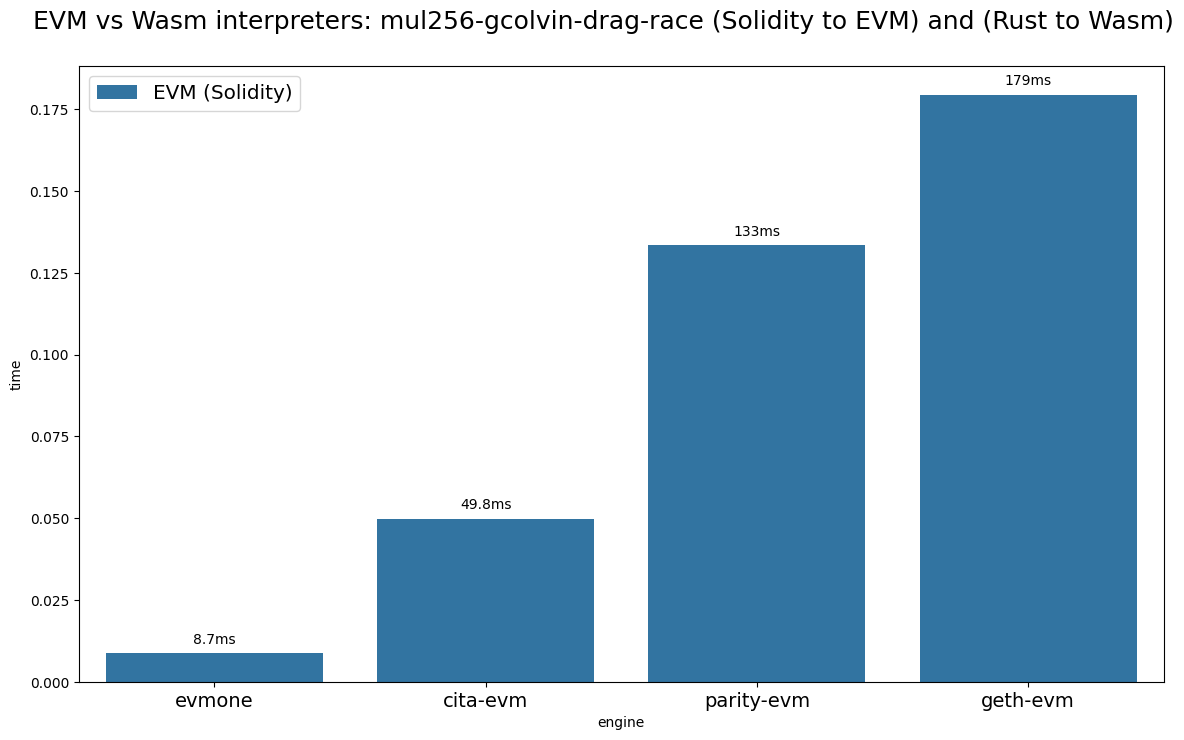 EVM vs Wasm interpreters: mul256-gcolvin-drag-race (Solidity to EVM) and (Rust to Wasm)
EVM (Solidity)
179ms
0.175
0.150
133ms
0.125
0.100
time
0.075
0.050
49.8ms
0.025
8.7ms
0.000
evmone cita-evm parity-evm geth-evm
engine